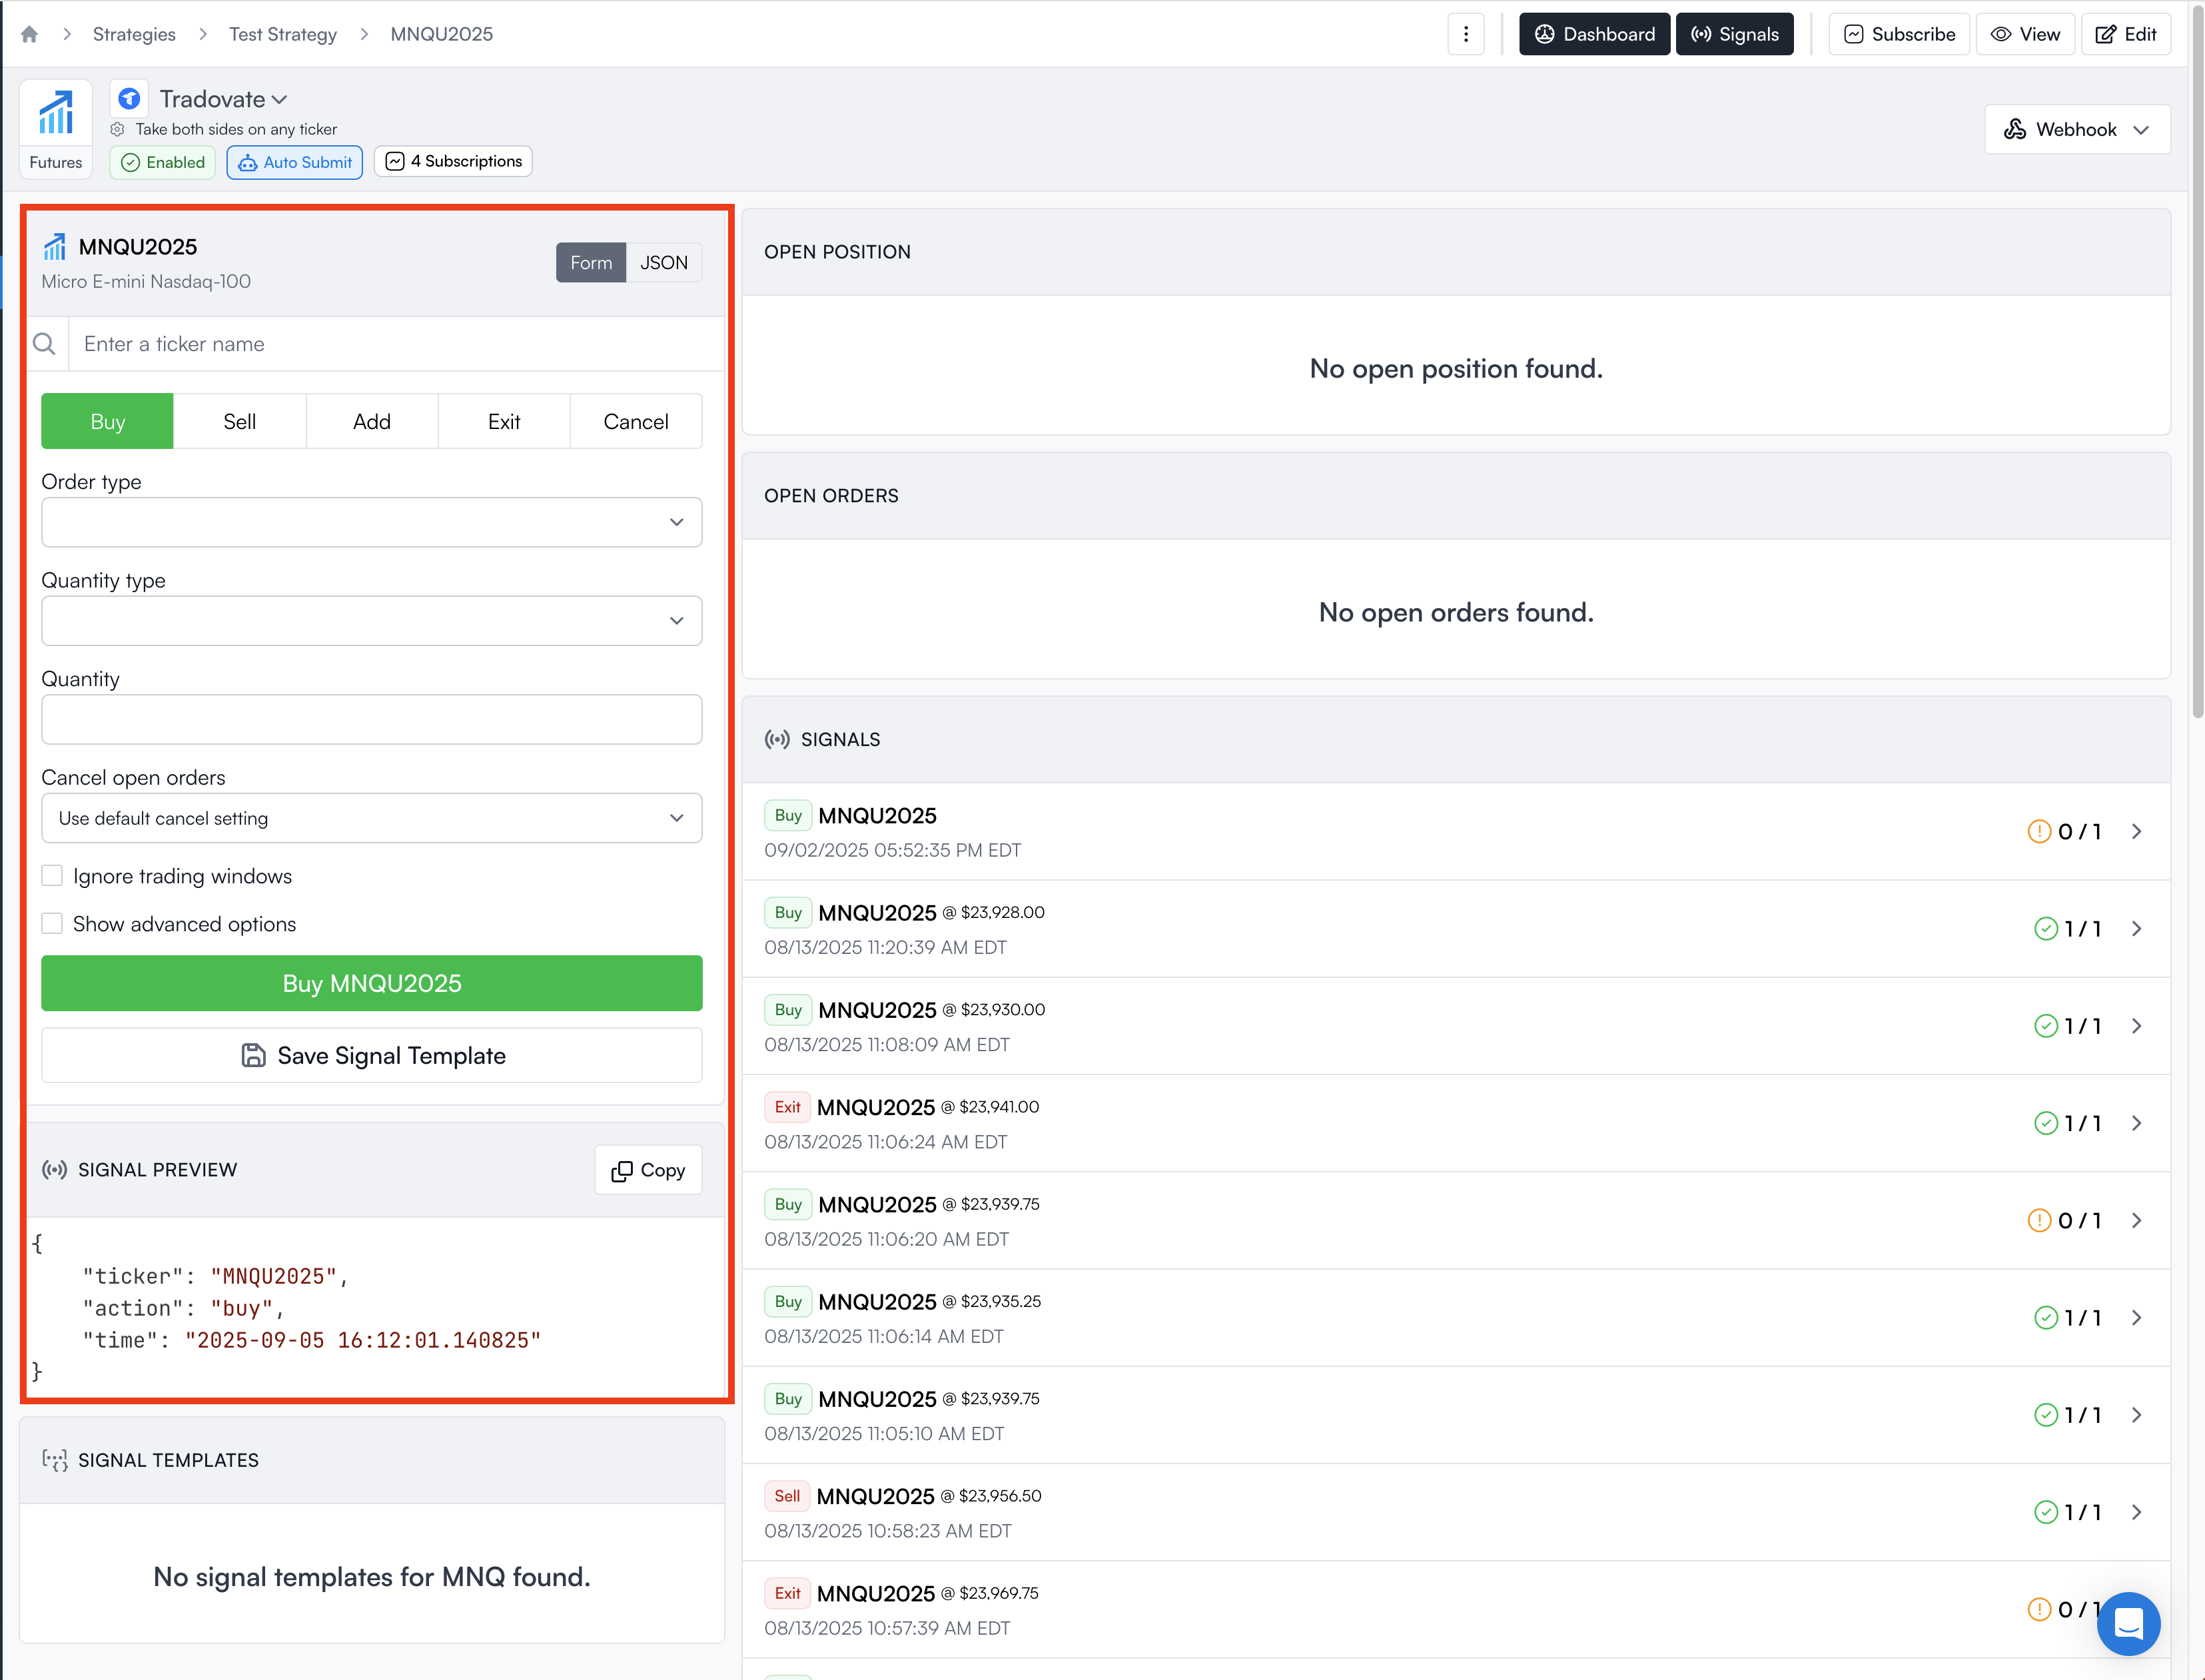 Strategies
Test Strategy
MNQU2025
Dashboard
Signals
Subscribe
View
Edit
Tradovate
Take both sides on any ticker
Futures
Enabled
Auto Submit
4 Subscriptions
Webhook
MNQU2025
Micro E-mini Nasdaq-100
Form
JSON
Enter a ticker name
Buy
Sell
Add
Exit
Cancel
Order type
Quantity type
Quantity
Cancel open orders
Use default cancel setting
Ignore trading windows
Show advanced options
Buy MNQU2025
Save Signal Template
SIGNAL PREVIEW
Copy
{
"ticker": "MNQU2025",
"action": "buy",
"time": "2025-09-05 16:12:01.140825"
}
SIGNAL TEMPLATES
No signal templates for MNQ found.
OPEN POSITION
No open position found.
OPEN ORDERS
No open orders found.
SIGNALS
Buy MNQU2025
09/02/2025 05:52:35 PM EDT
0 / 1
Buy MNQU2025 @ $23,928.00
08/13/2025 11:20:39 AM EDT
1 / 1
Buy MNQU2025 @ $23,930.00
08/13/2025 11:08:09 AM EDT
1 / 1
Exit MNQU2025 @ $23,941.00
08/13/2025 11:06:24 AM EDT
1 / 1
Buy MNQU2025 @ $23,939.75
08/13/2025 11:06:20 AM EDT
0 / 1
Buy MNQU2025 @ $23,935.25
08/13/2025 11:06:14 AM EDT
1 / 1
Buy MNQU2025 @ $23,939.75
08/13/2025 11:05:10 AM EDT
1 / 1
Sell MNQU2025 @ $23,956.50
08/13/2025 10:58:23 AM EDT
1 / 1
Exit MNQU2025 @ $23,969.75
08/13/2025 10:57:39 AM EDT
0 / 1